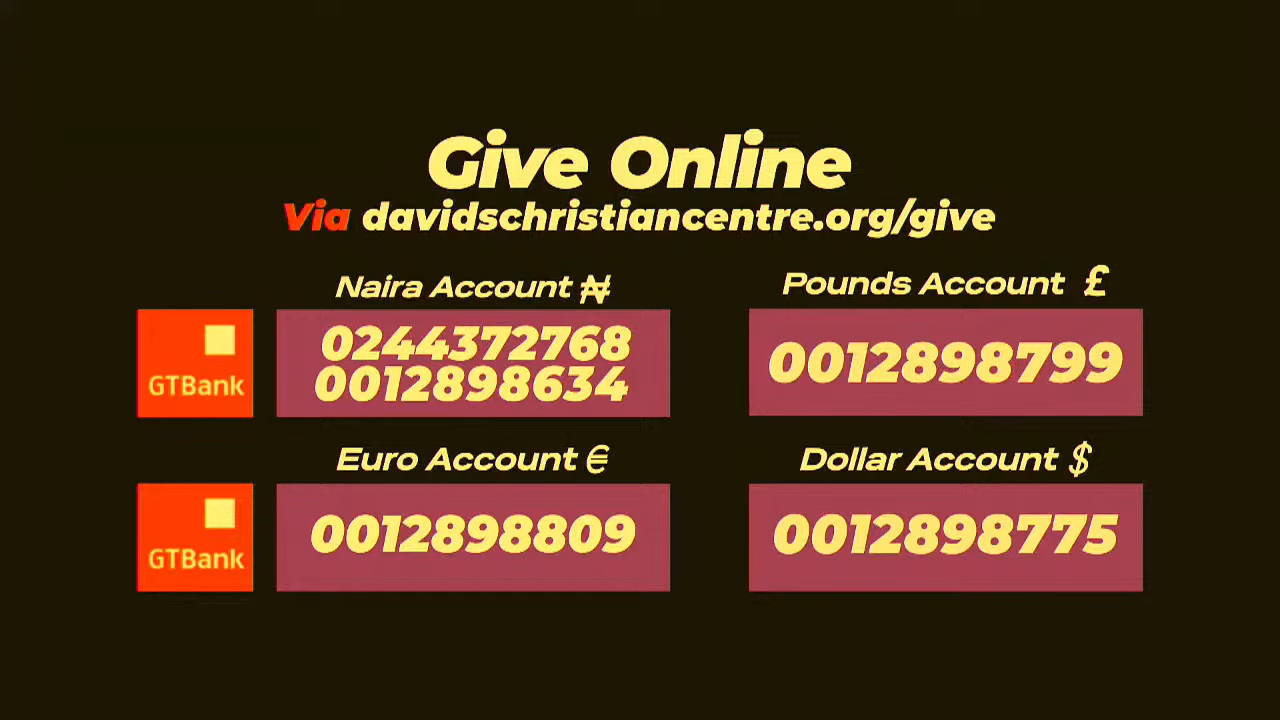 Give Online
Via davidschristiancentre.org/give
Naira Account ₦
GTBank
0244372768
0012898634
Pounds Account £
0012898799
Euro Account €
GTBank
0012898809
Dollar Account $
0012898775